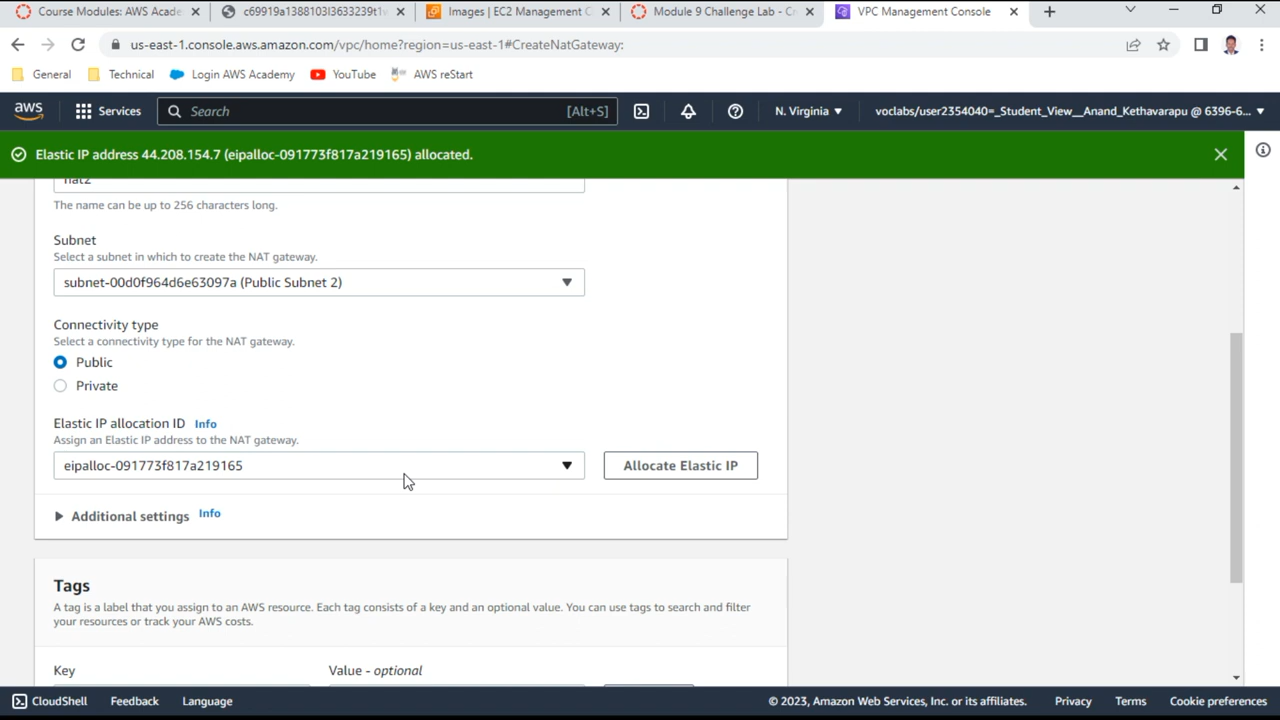 Course Modules: AWS Acade
c69919a1388103l3633239t1w
Images | EC2 Management C
Module 9 Challenge Lab - Cr
VPC Management Console
us-east-1.console.aws.amazon.com/vpc/home?region=us-east-1#CreateNatGateway:
General
Technical
Login AWS Academy
YouTube
AWS reStart
aws
Services
Search
[Alt+S]
N. Virginia
voclabs/user2354040=_Student_View__Anand_Kethavarapu @ 6396-6...
Elastic IP address 44.208.154.7 (eipalloc-091773f817a219165) allocated.
nat2
The name can be up to 256 characters long.
Subnet
Select a subnet in which to create the NAT gateway.
subnet-00d0f964d6e63097a (Public Subnet 2)
Connectivity type
Select a connectivity type for the NAT gateway.
Public
Private
Elastic IP allocation ID Info
Assign an Elastic IP address to the NAT gateway.
eipalloc-091773f817a219165
Allocate Elastic IP
Additional settings Info
Tags
A tag is a label that you assign to an AWS resource. Each tag consists of a key and an optional value. You can use tags to search and filter
your resources or track your AWS costs.
Key
Value - optional
CloudShell
Feedback
Language
© 2023, Amazon Web Services, Inc. or its affiliates.
Privacy
Terms
Cookie preferences